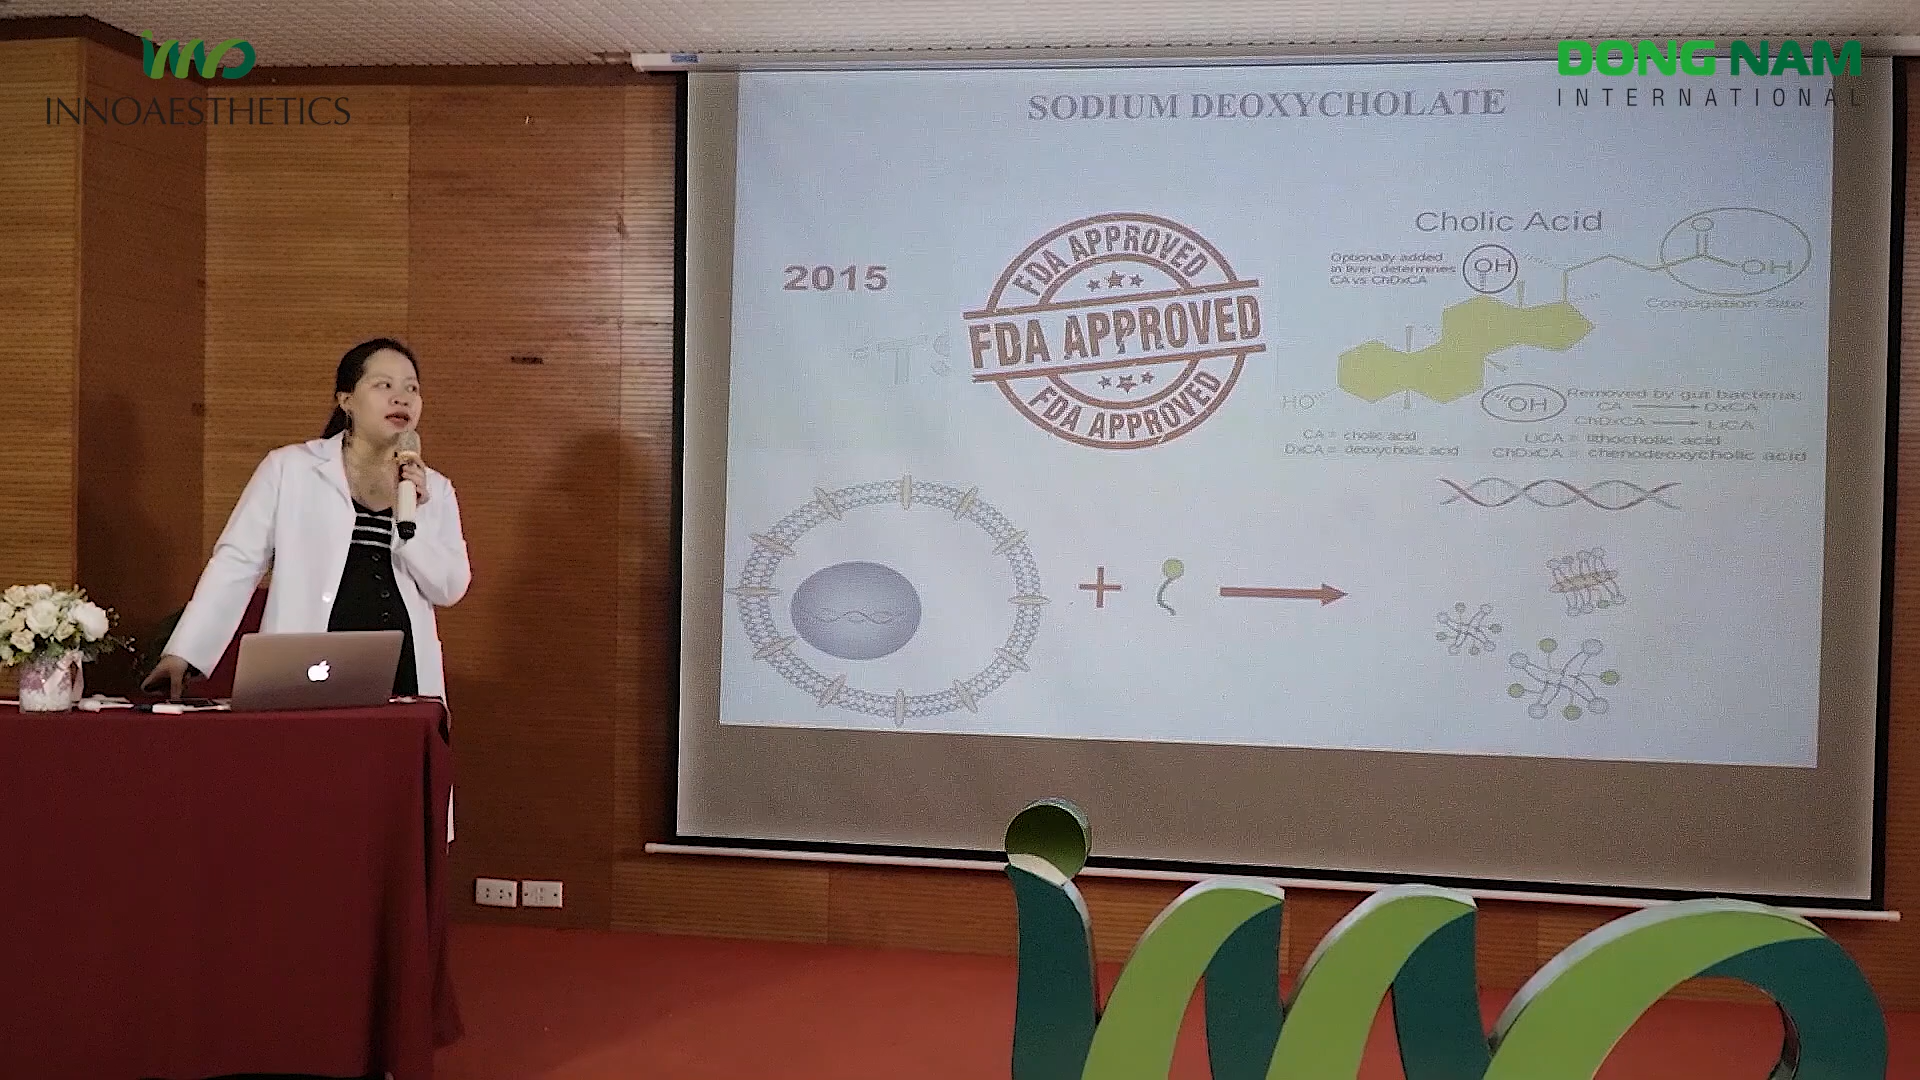 INNOAESTHETICS
DONG NAM
INTERNATIONAL
SODIUM DEOXYCHOLATE
2015
FDA APPROVED
FDA APPROVED
FDA APPROVED
Cholic Acid
Optionally added
in liver; determines
CA vs ChDxCA
OH
OH
Conjugation Site
HO
OH
Removed by gut bacteria:
CA → DxCA
ChDxCA → LiCA
CA = cholic acid
DxCA = deoxycholic acid
LiCA = lithocholic acid
ChDxCA = chenodeoxycholic acid
+